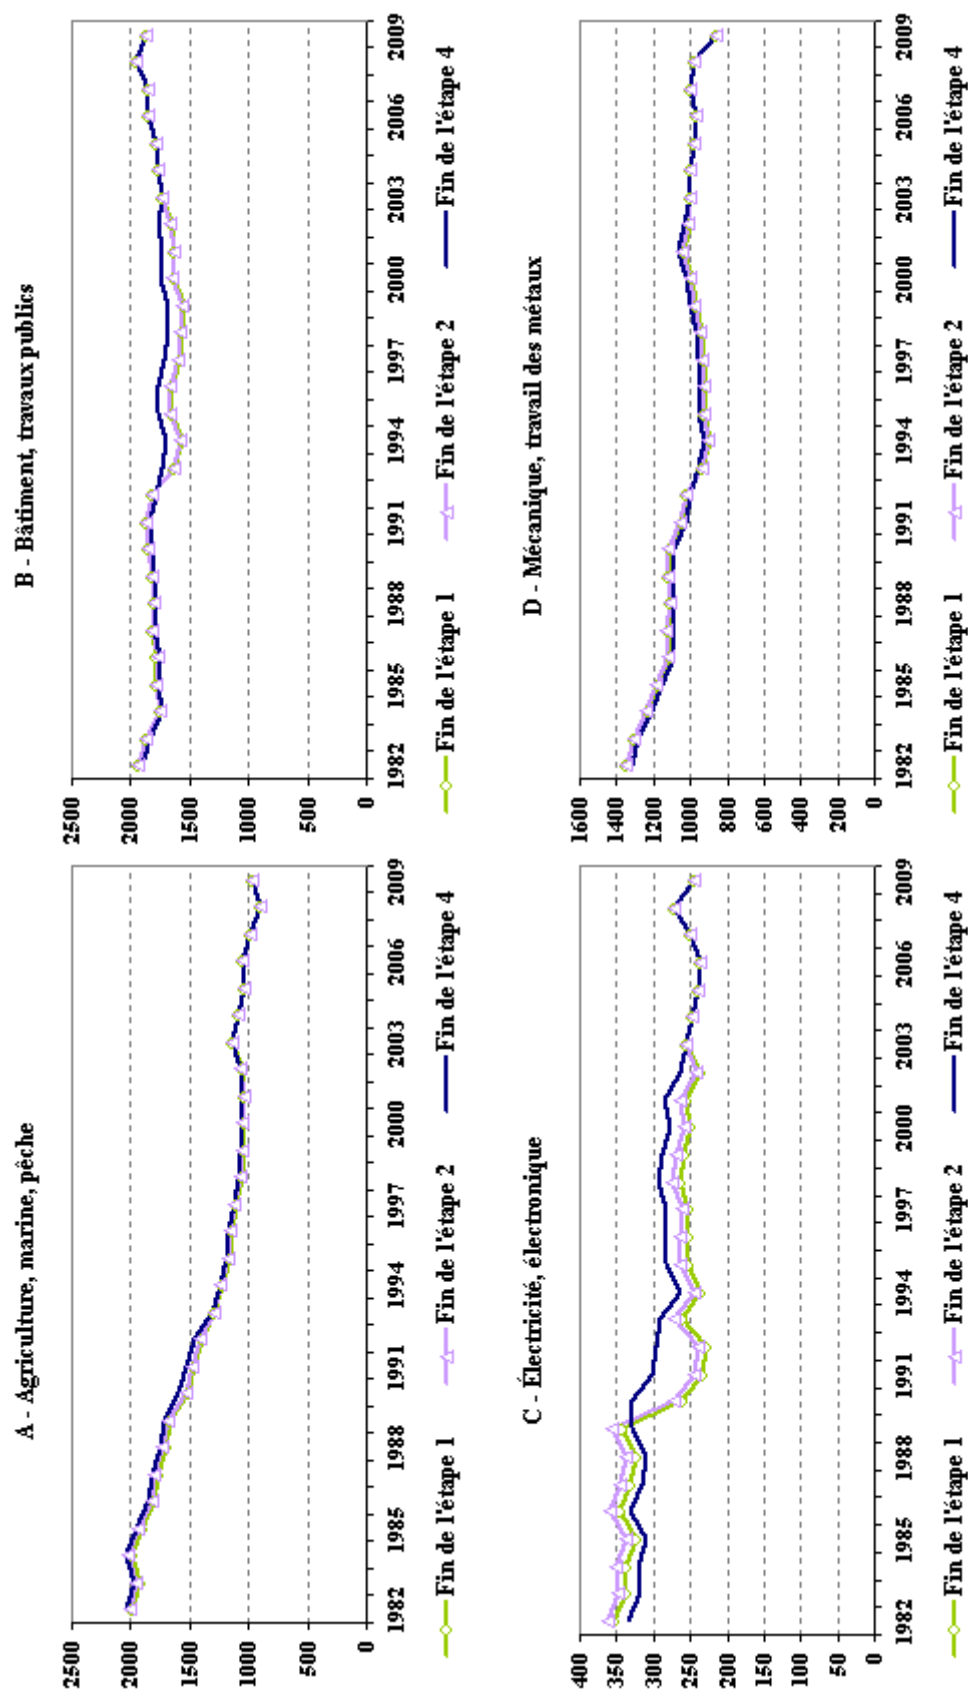 A - Agriculture, marine, pêche
2500
2000
1500
1000
500
0
1982 1985 1988 1991 1994 1997 2000 2003 2006 2009
Fin de l'étape 1 Fin de l'étape 2 Fin de l'étape 4
B - Bâtiment, travaux publics
2500
2000
1500
1000
500
0
1982 1985 1988 1991 1994 1997 2000 2003 2006 2009
Fin de l'étape 1 Fin de l'étape 2 Fin de l'étape 4
C - Électricité, électronique
400
350
300
250
200
150
100
50
0
1982 1985 1988 1991 1994 1997 2000 2003 2006 2009
Fin de l'étape 1 Fin de l'étape 2 Fin de l'étape 4
D - Mécanique, travail des métaux
1600
1400
1200
1000
800
600
400
200
0
1982 1985 1988 1991 1994 1997 2000 2003 2006 2009
Fin de l'étape 1 Fin de l'étape 2 Fin de l'étape 4